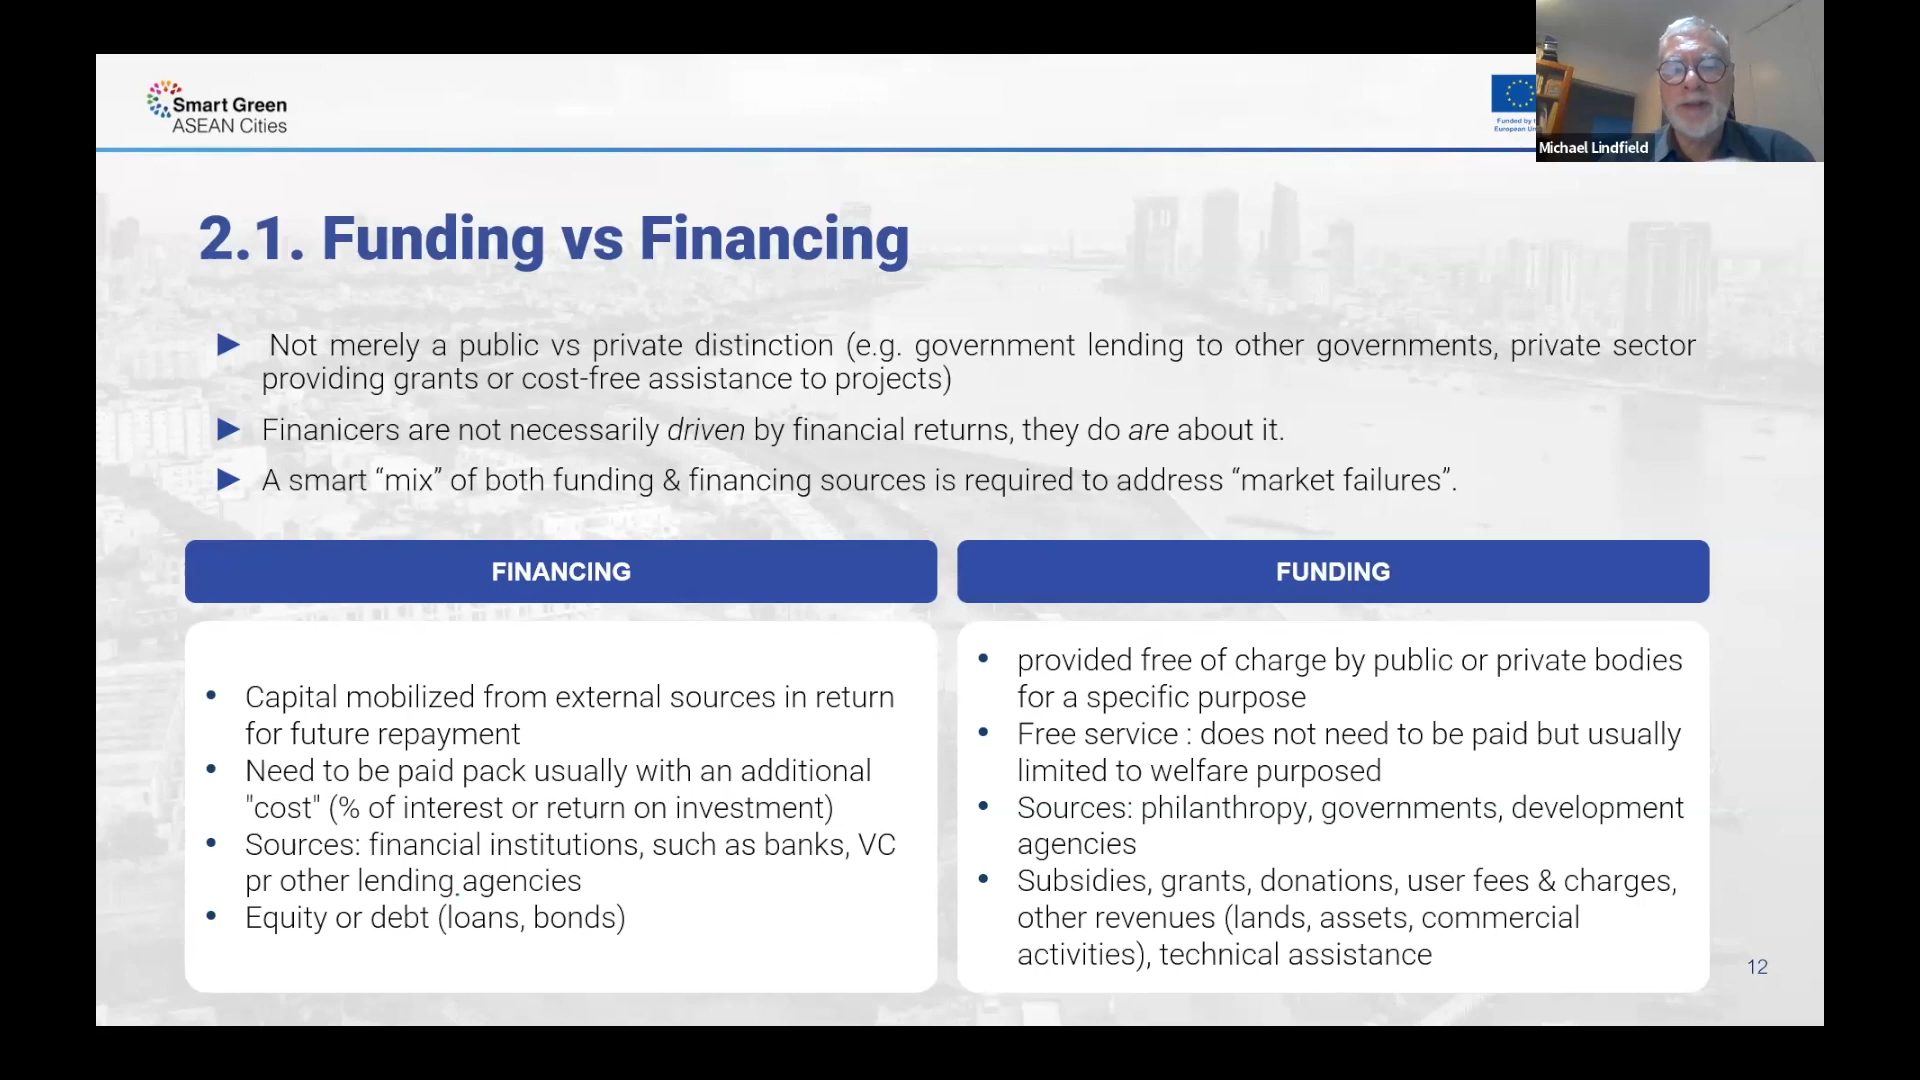 Smart Green
ASEAN Cities
Funded by
European
Michael Lindfield
2.1. Funding vs Financing
Not merely a public vs private distinction (e.g. government lending to other governments, private sector
providing grants or cost-free assistance to projects)
Finanicers are not necessarily driven by financial returns, they do are about it.
A smart “mix” of both funding & financing sources is required to address “market failures”.
FINANCING
• Capital mobilized from external sources in return
for future repayment
• Need to be paid pack usually with an additional
"cost" (% of interest or return on investment)
• Sources: financial institutions, such as banks, VC
pr other lending agencies
• Equity or debt (loans, bonds)
FUNDING
• provided free of charge by public or private bodies
for a specific purpose
• Free service : does not need to be paid but usually
limited to welfare purposed
• Sources: philanthropy, governments, development
agencies
• Subsidies, grants, donations, user fees & charges,
other revenues (lands, assets, commercial
activities), technical assistance
12